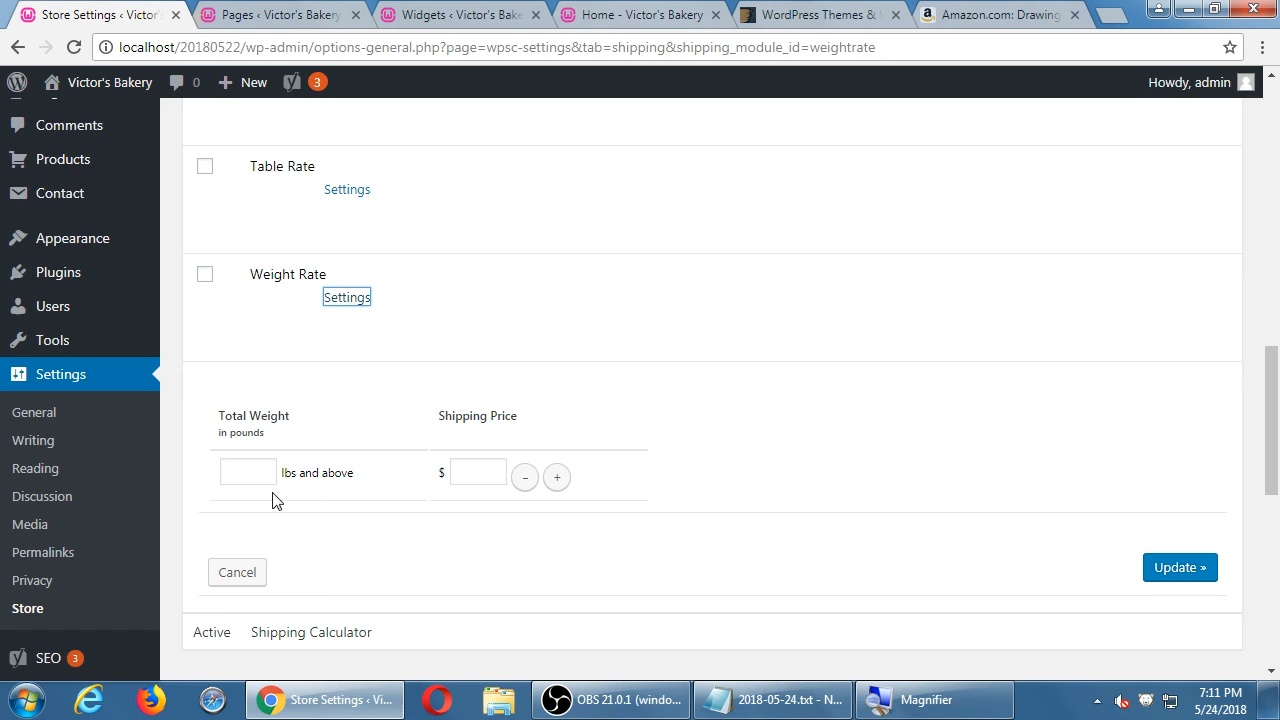 Store Settings ‹ Victor's
Pages ‹ Victor's Bakery
Widgets ‹ Victor's Bake
Home - Victor's Bakery
WordPress Themes &
Amazon.com: Drawing
localhost/20180522/wp-admin/options-general.php?page=wpsc-settings&tab=shipping&shipping_module_id=weightrate
Victor's Bakery 0 New 3 Howdy, admin
Comments
Products
Contact
Appearance
Plugins
Users
Tools
Settings
General
Writing
Reading
Discussion
Media
Permalinks
Privacy
Store
SEO 3
Table Rate
Settings
Weight Rate
Settings
Total Weight Shipping Price
in pounds
lbs and above $ - +
Cancel Update »
Active Shipping Calculator
Store Settings ‹ Vi...
OBS 21.0.1 (windo...
2018-05-24.txt - N...
Magnifier
7:11 PM
5/24/2018